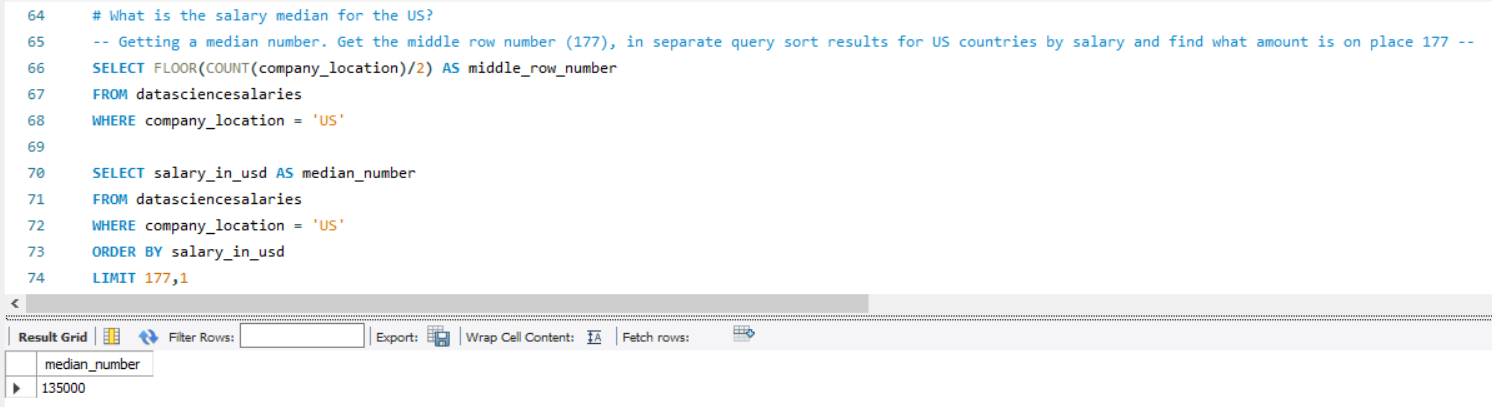 64 # What is the salary median for the US?
65 -- Getting a median number. Get the middle row number (177), in separate query sort results for US countries by salary and find what amount is on place 177 --
66 SELECT FLOOR(COUNT(company_location)/2) AS middle_row_number
67 FROM datasciencesalaries
68 WHERE company_location = 'US'
69
70 SELECT salary_in_usd AS median_number
71 FROM datasciencesalaries
72 WHERE company_location = 'US'
73 ORDER BY salary_in_usd
74 LIMIT 177,1
Result Grid Filter Rows: Export: Wrap Cell Content: IA Fetch rows:
median_number
135000